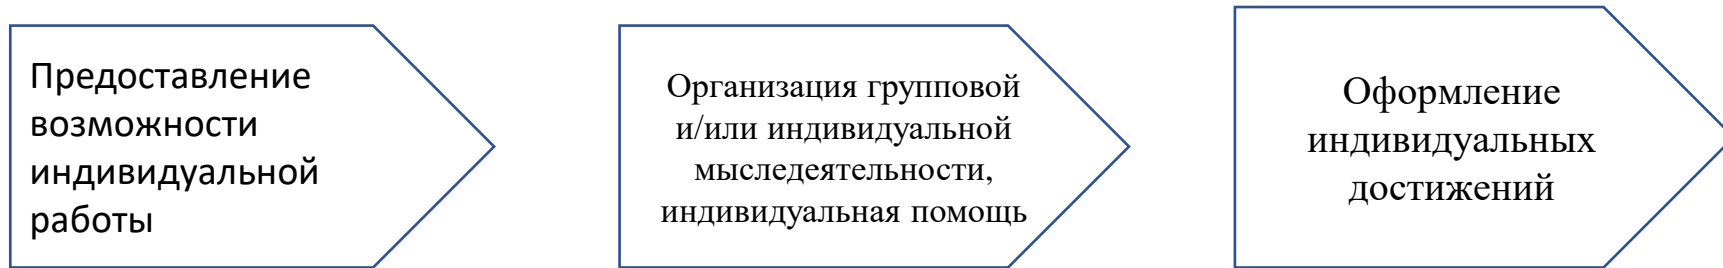 Предоставление
возможности
индивидуальной
работы
Организация групповой
и/или индивидуальной
мыследеятельности,
индивидуальная помощь
Оформление
индивидуальных
достижений